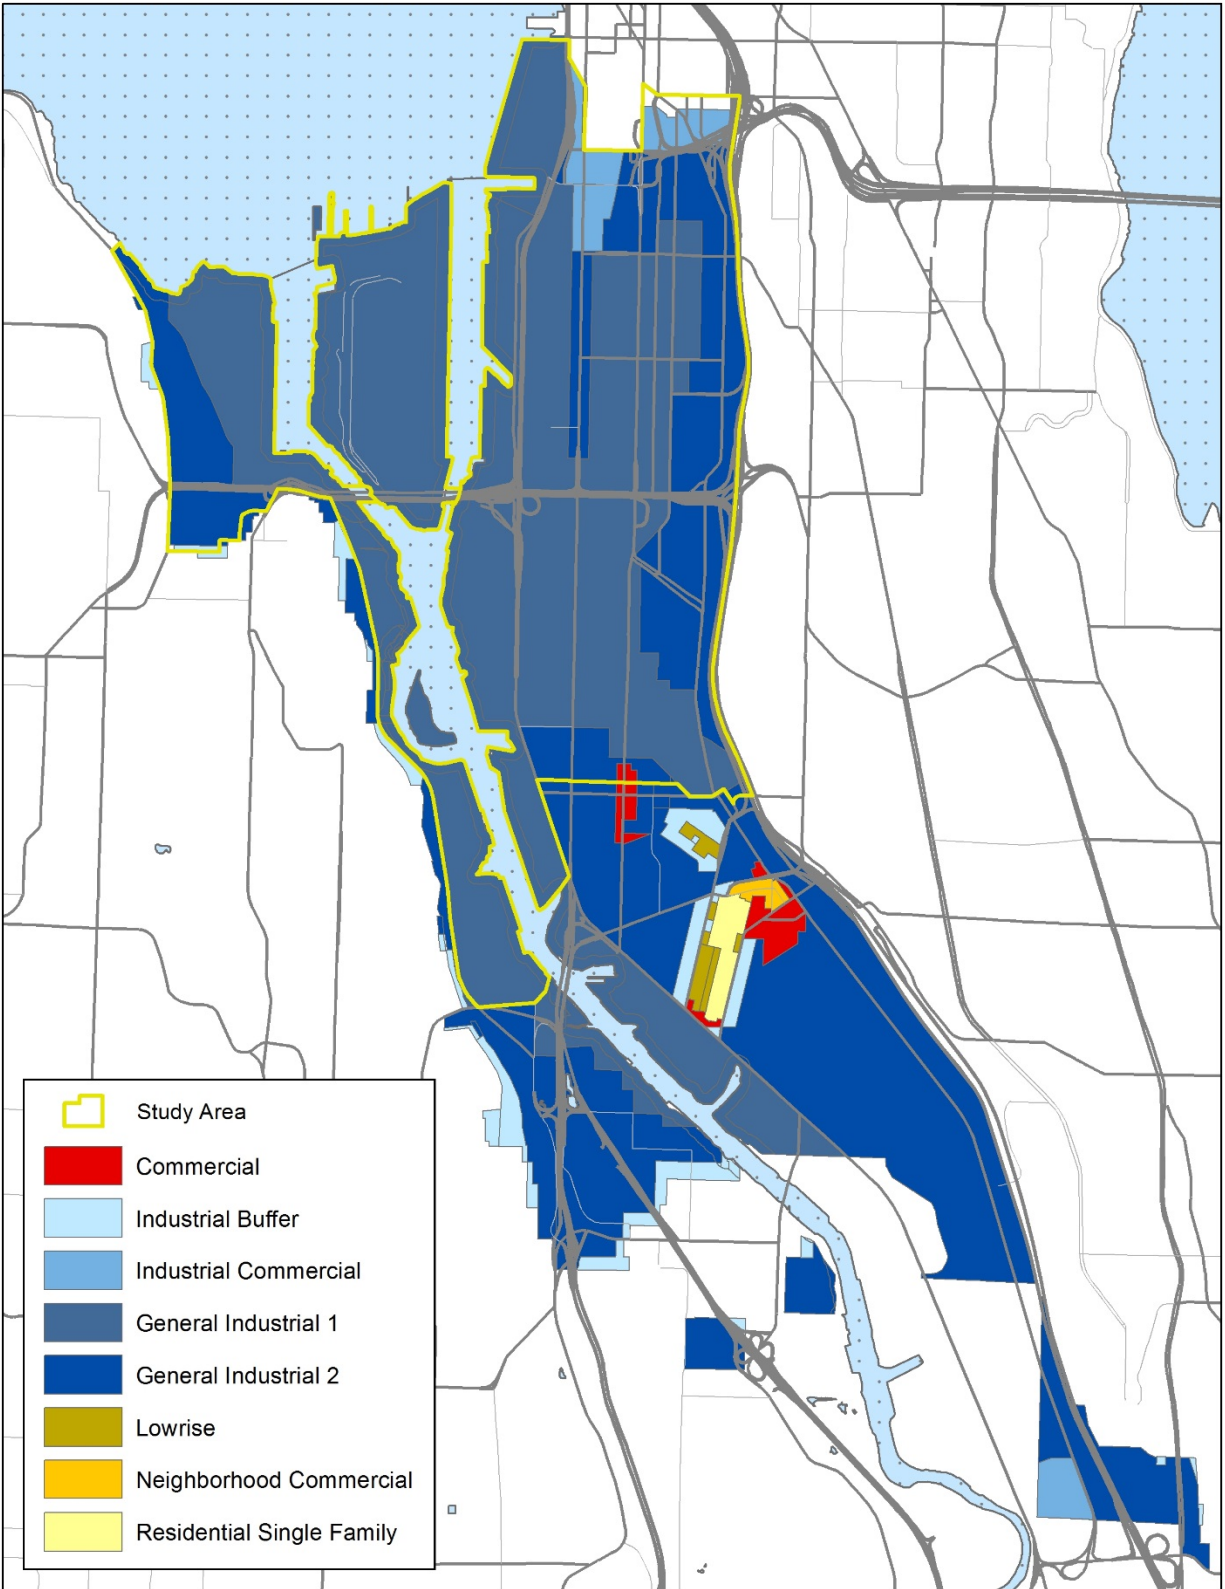 Study Area
Commercial
Industrial Buffer
Industrial Commercial
General Industrial 1
General Industrial 2
Lowrise
Neighborhood Commercial
Residential Single Family